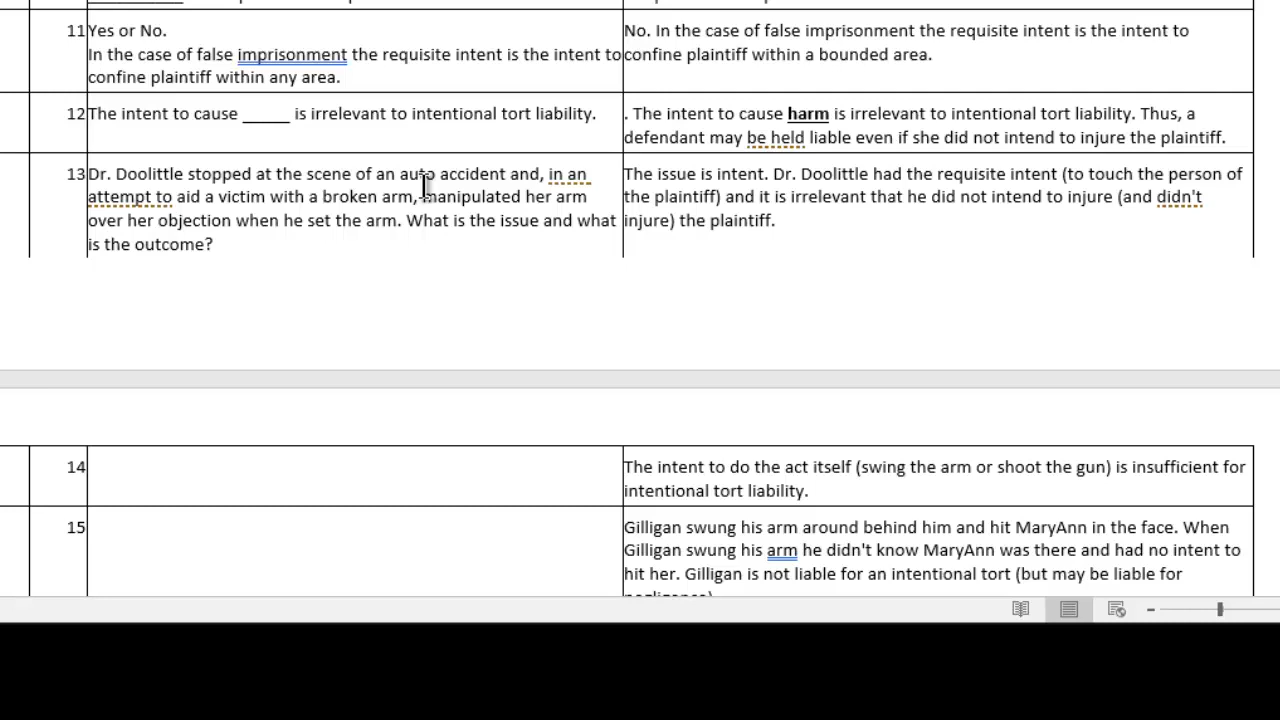 11
Yes or No.
In the case of false imprisonment the requisite intent is the intent to
confine plaintiff within any area.
No. In the case of false imprisonment the requisite intent is the intent to
confine plaintiff within a bounded area.
12
The intent to cause _____ is irrelevant to intentional tort liability.
. The intent to cause harm is irrelevant to intentional tort liability. Thus, a
defendant may be held liable even if she did not intend to injure the plaintiff.
13
Dr. Doolittle stopped at the scene of an auto accident and, in an
attempt to aid a victim with a broken arm, manipulated her arm
over her objection when he set the arm. What is the issue and what
is the outcome?
The issue is intent. Dr. Doolittle had the requisite intent (to touch the person of
the plaintiff) and it is irrelevant that he did not intend to injure (and didn't
injure) the plaintiff.
14
The intent to do the act itself (swing the arm or shoot the gun) is insufficient for
intentional tort liability.
15
Gilligan swung his arm around behind him and hit MaryAnn in the face. When
Gilligan swung his arm he didn't know MaryAnn was there and had no intent to
hit her. Gilligan is not liable for an intentional tort (but may be liable for